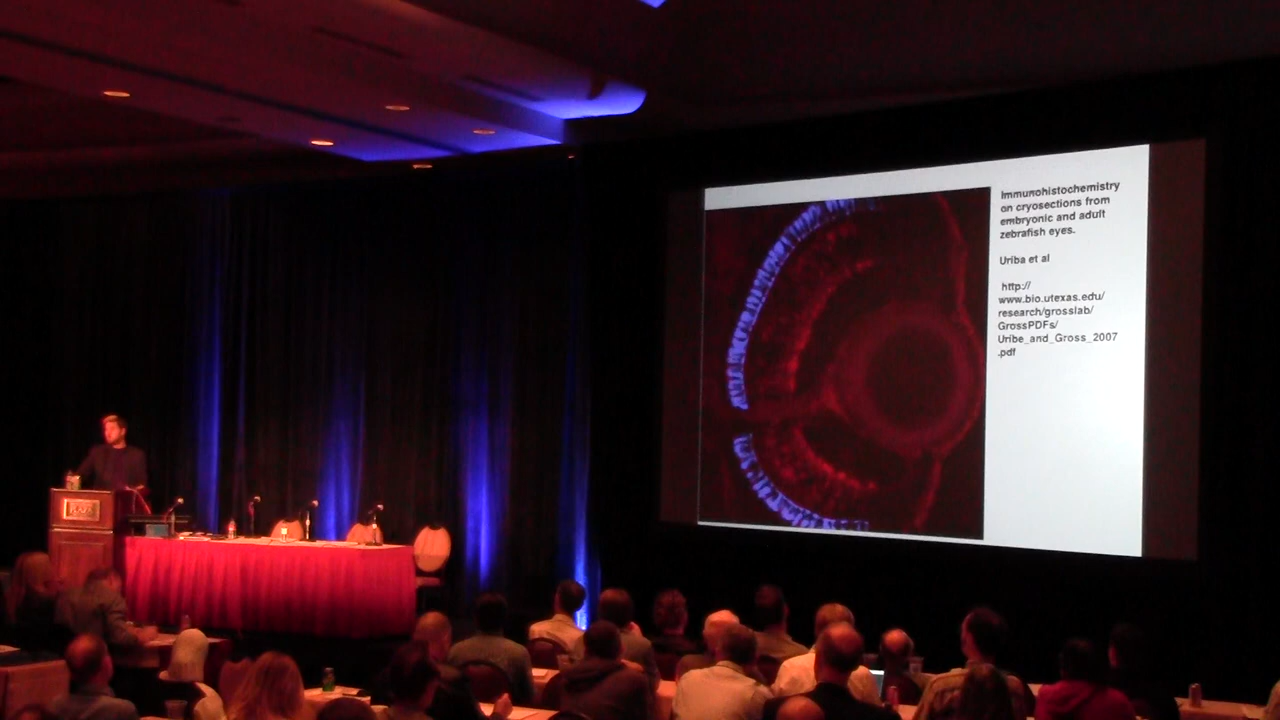 Immunohistochemistry
on cryosections from
embryonic and adult
zebrafish eyes.
Uriba et al
http://
www.bio.utexas.edu/
research/grosslab/
GrossPDFs/
Uribe_and_Gross_2007
.pdf
PLAZA